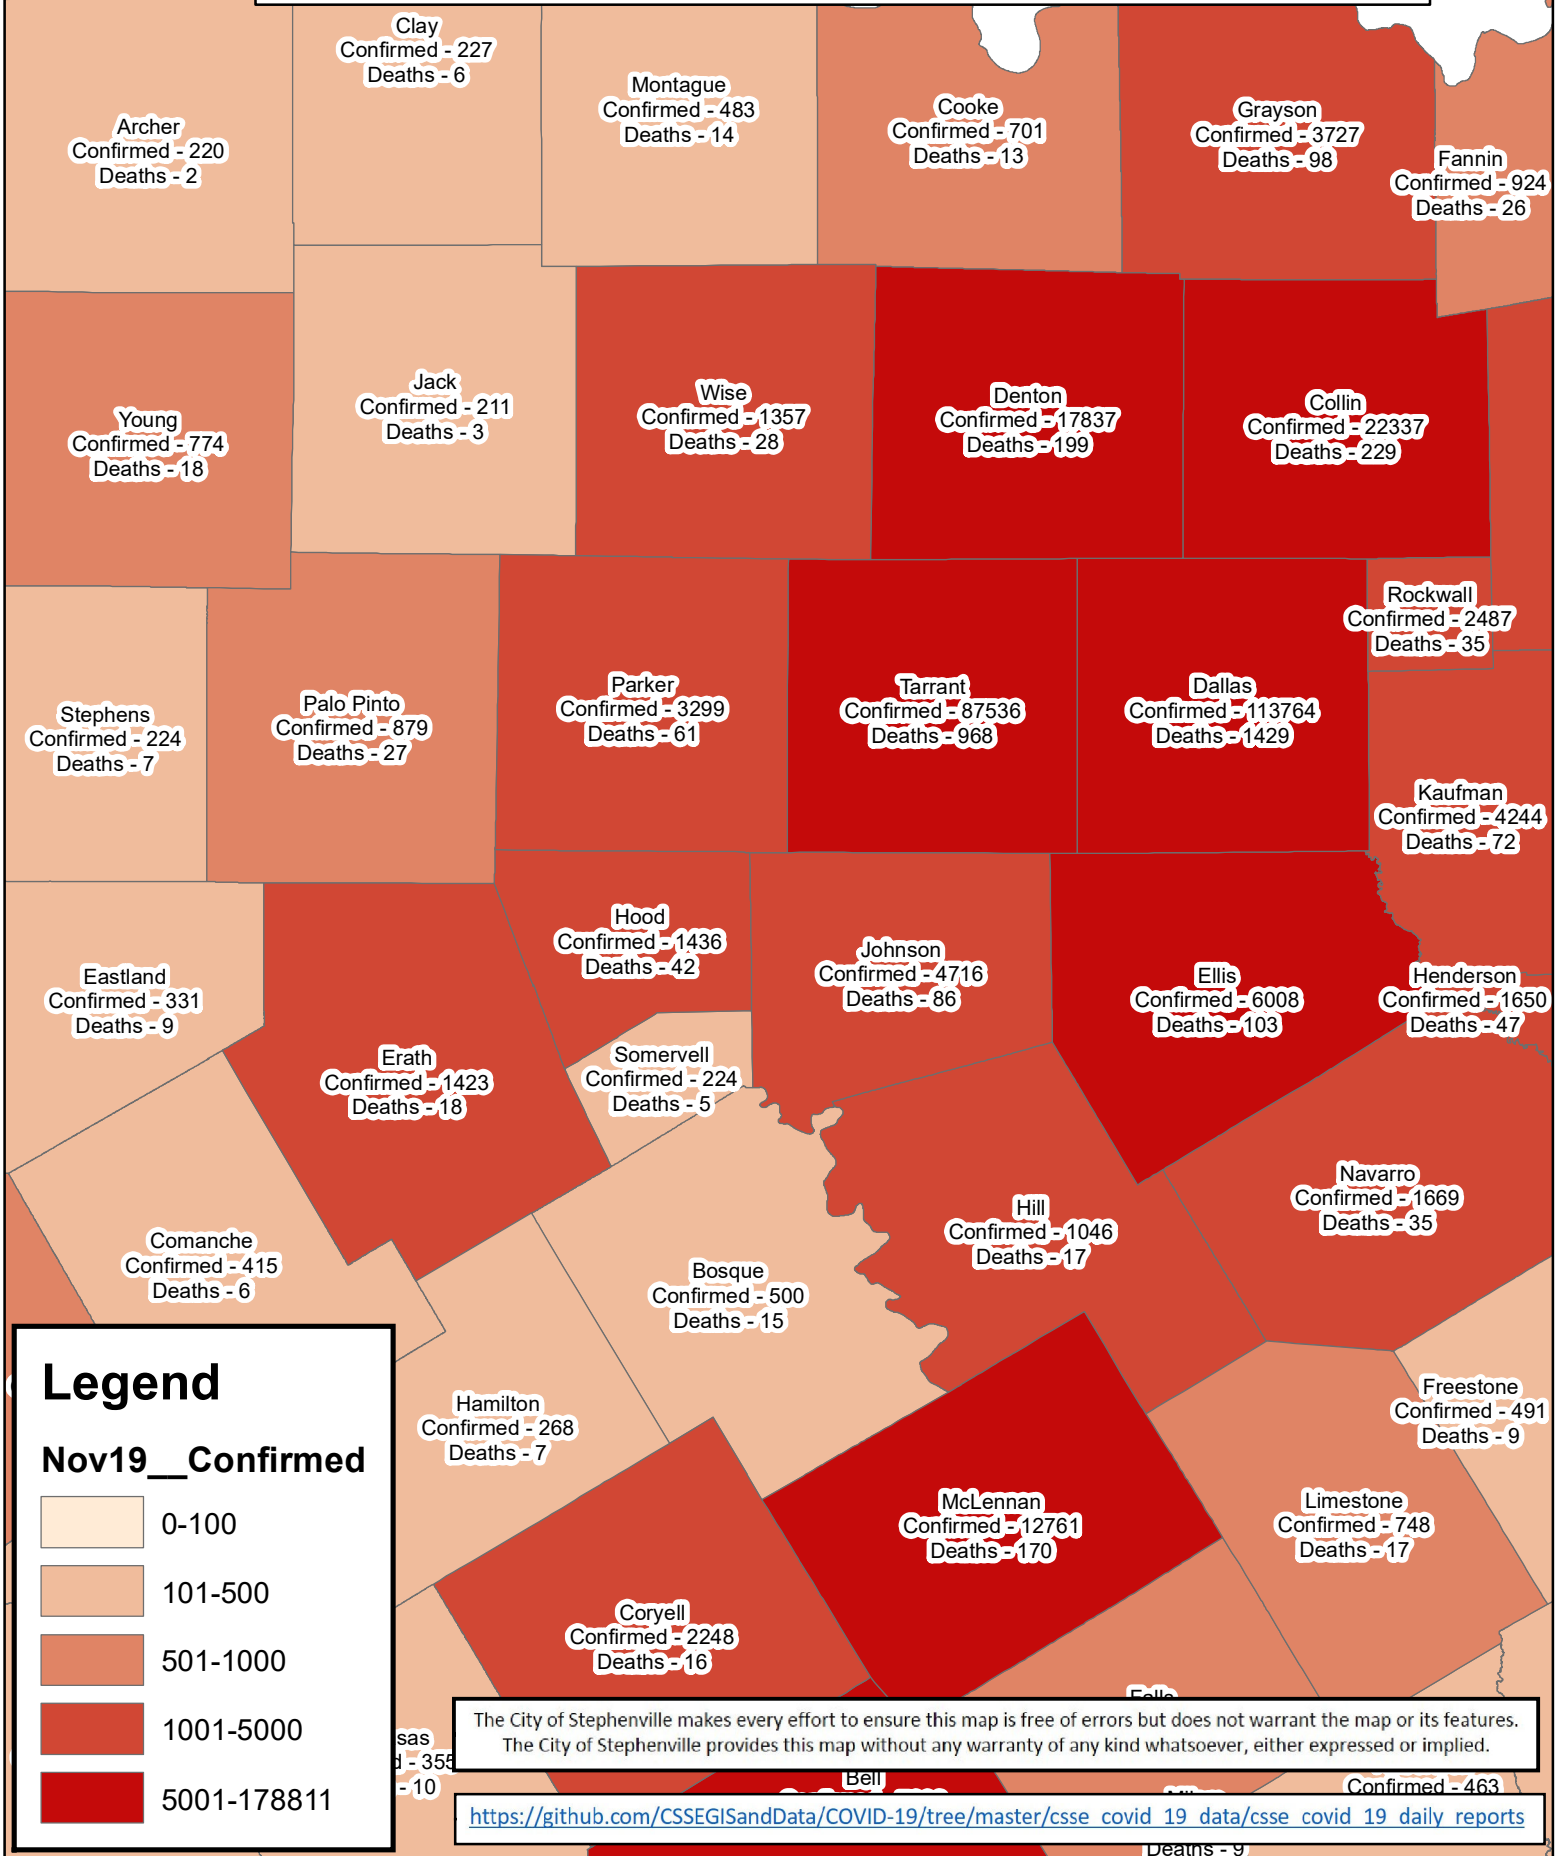 Clay
Confirmed - 227
Deaths - 6
Montague
Confirmed - 483
Deaths - 14
Cooke
Confirmed - 701
Deaths - 13
Grayson
Confirmed - 3727
Deaths - 98
Archer
Confirmed - 220
Deaths - 2
Fannin
Confirmed - 924
Deaths - 26
Young
Confirmed - 774
Deaths - 18
Jack
Confirmed - 211
Deaths - 3
Wise
Confirmed - 1357
Deaths - 28
Denton
Confirmed - 17837
Deaths - 199
Collin
Confirmed - 22337
Deaths - 229
Rockwall
Confirmed - 2487
Deaths - 35
Stephens
Confirmed - 224
Deaths - 7
Palo Pinto
Confirmed - 879
Deaths - 27
Parker
Confirmed - 3299
Deaths - 61
Tarrant
Confirmed - 87536
Deaths - 968
Dallas
Confirmed - 113764
Deaths - 1429
Kaufman
Confirmed - 4244
Deaths - 72
Eastland
Confirmed - 331
Deaths - 9
Hood
Confirmed - 1436
Deaths - 42
Johnson
Confirmed - 4716
Deaths - 86
Ellis
Confirmed - 6008
Deaths - 103
Henderson
Confirmed - 1650
Deaths - 47
Erath
Confirmed - 1423
Deaths - 18
Somervell
Confirmed - 224
Deaths - 5
Comanche
Confirmed - 415
Deaths - 6
Bosque
Confirmed - 500
Deaths - 15
Hill
Confirmed - 1046
Deaths - 17
Navarro
Confirmed - 1669
Deaths - 35
Hamilton
Confirmed - 268
Deaths - 7
Freestone
Confirmed - 491
Deaths - 9
McLennan
Confirmed - 12761
Deaths - 170
Limestone
Confirmed - 748
Deaths - 17
Coryell
Confirmed - 2248
Deaths - 16
Legend
Nov19__Confirmed
0-100
101-500
501-1000
1001-5000
5001-178811
sas
d - 355
- 10
Falls
The City of Stephenville makes every effort to ensure this map is free of errors but does not warrant the map or its features.
The City of Stephenville provides this map without any warranty of any kind whatsoever, either expressed or implied.
Bell
Confirmed - 463
https://github.com/CSSEGISandData/COVID-19/tree/master/csse_covid_19_data/csse_covid_19_daily_reports
Deaths - 9